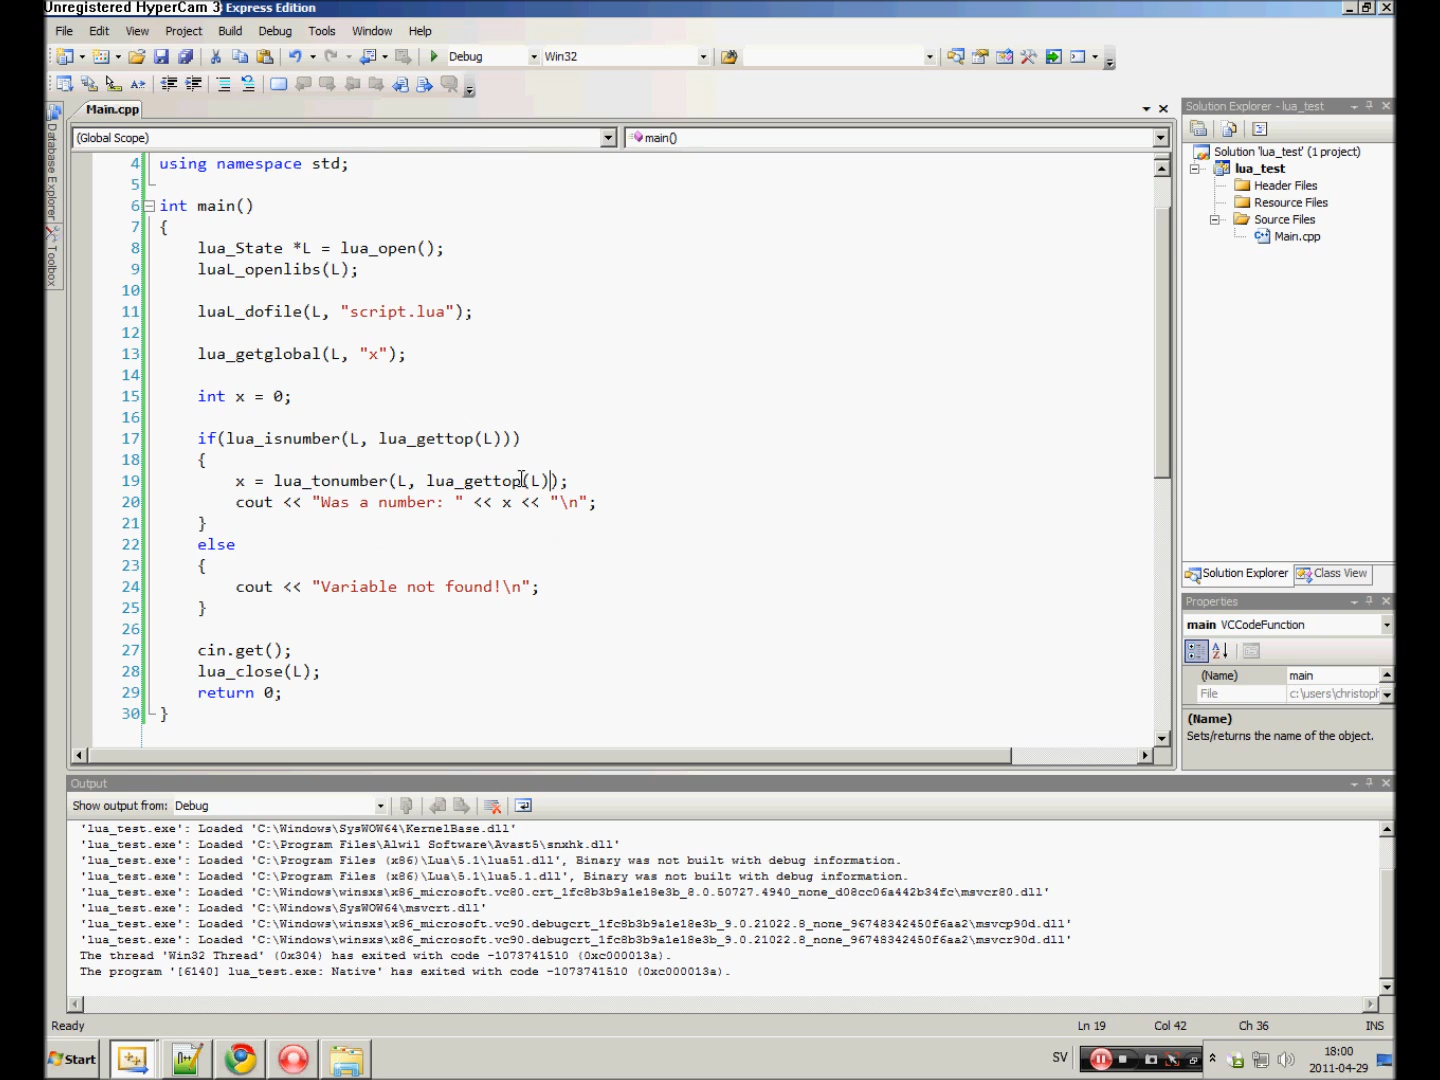 Unregistered HyperCam 3 Express Edition
File Edit View Project Build Debug Tools Window Help
Debug Win32
Main.cpp
(Global Scope) main()
4 using namespace std;
5
6 int main()
7 {
8 lua_State *L = lua_open();
9 luaL_openlibs(L);
10
11 luaL_dofile(L, "script.lua");
12
13 lua_getglobal(L, "x");
14
15 int x = 0;
16
17 if(lua_isnumber(L, lua_gettop(L)))
18 {
19 x = lua_tonumber(L, lua_gettop(L));
20 cout << "Was a number: " << x << "\n";
21 }
22 else
23 {
24 cout << "Variable not found!\n";
25 }
26
27 cin.get();
28 lua_close(L);
29 return 0;
30 }
Database Explorer
Toolbox
Solution Explorer - lua_test
Solution 'lua_test' (1 project)
lua_test
Header Files
Resource Files
Source Files
Main.cpp
Solution Explorer Class View
Properties
main VCCodeFunction
(Name) main
File c:\users\christoph
(Name)
Sets/returns the name of the object.
Output
Show output from: Debug
'lua_test.exe': Loaded 'C:\Windows\SysWOW64\KernelBase.dll'
'lua_test.exe': Loaded 'C:\Program Files\Alwil Software\Avast5\snxhk.dll'
'lua_test.exe': Loaded 'C:\Program Files (x86)\Lua\5.1\lua51.dll', Binary was not built with debug information.
'lua_test.exe': Loaded 'C:\Program Files (x86)\Lua\5.1\lua5.1.dll', Binary was not built with debug information.
'lua_test.exe': Loaded 'C:\Windows\winsxs\x86_microsoft.vc80.crt_1fc8b3b9a1e18e3b_8.0.50727.4940_none_d08cc06a442b34fc\msvcr80.dll'
'lua_test.exe': Loaded 'C:\Windows\SysWOW64\msvcrt.dll'
'lua_test.exe': Loaded 'C:\Windows\winsxs\x86_microsoft.vc90.debugcrt_1fc8b3b9a1e18e3b_9.0.21022.8_none_96748342450f6aa2\msvcp90d.dll'
'lua_test.exe': Loaded 'C:\Windows\winsxs\x86_microsoft.vc90.debugcrt_1fc8b3b9a1e18e3b_9.0.21022.8_none_96748342450f6aa2\msvcr90d.dll'
The thread 'Win32 Thread' (0x304) has exited with code -1073741510 (0xc000013a).
The program '[6140] lua_test.exe: Native' has exited with code -1073741510 (0xc000013a).
Ready Ln 19 Col 42 Ch 36 INS
Start SV 18:00
2011-04-29